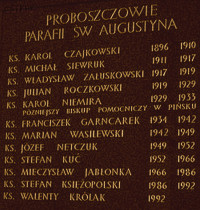 PROBOSZCZOWIE
PARAFII ŚW AUGUSTYNA
KS. KAROL CZAJKOWSKI 1896 1910
KS. MICHAŁ SIEWRUK 1911 1917
KS. WŁADYSŁAW ZAŁUSKOWSKI 1917 1919
KS. JULIAN ROCZKOWSKI 1919 1929
KS. KAROL NIEMIRA 1929 1933
PÓŹNIEJSZY BISKUP POMOCNICZY W PIŃSKU
KS. FRANCISZEK GARNCAREK 1934 1942
KS. MARIAN WASILEWSKI 1942 1949
KS. JÓZEF NETCZUK 1949 1952
KS. STEFAN KUĆ 1952 1966
KS. MIECZYSŁAW JABŁONKA 1966 1986
KS. STEFAN KSIĘŻOPOLSKI 1986 1992
KS. WALENTY KRÓLAK 1992